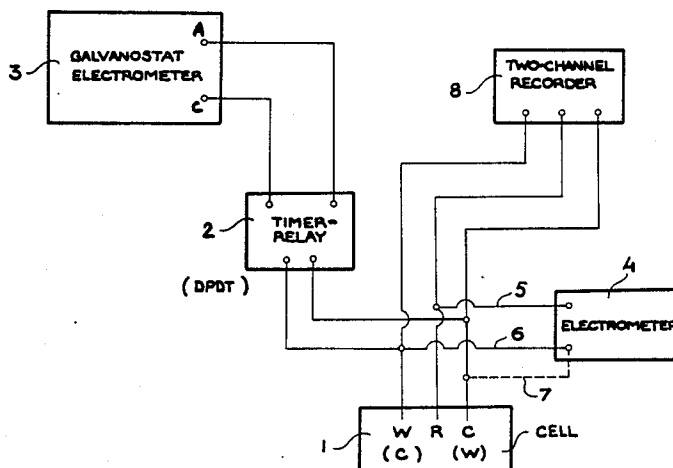 A
GALVANOSTAT
ELECTROMETER
3
C
TWO-CHANNEL
RECORDER
8
2
TIMER-
RELAY
(DPDT)
4
5
ELECTROMETER
6
7
W R C
1
CELL
(C) (W)